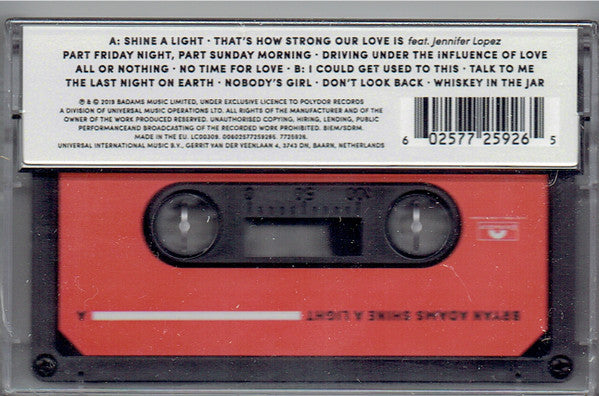 A: SHINE A LIGHT · THAT'S HOW STRONG OUR LOVE IS feat. Jennifer Lopez
PART FRIDAY NIGHT, PART SUNDAY MORNING · DRIVING UNDER THE INFLUENCE OF LOVE
ALL OR NOTHING · NO TIME FOR LOVE · B: I COULD GET USED TO THIS · TALK TO ME
THE LAST NIGHT ON EARTH · NOBODY'S GIRL · DON'T LOOK BACK · WHISKEY IN THE JAR
℗ & © 2019 BADAMS MUSIC LIMITED, UNDER EXCLUSIVE LICENCE TO POLYDOR RECORDS
A DIVISION OF UNIVERSAL MUSIC OPERATIONS LTD. ALL RIGHTS OF THE MANUFACTURES AND OF THE
OWNER OF THE WORK PRODUCED RESERVED. UNAUTHORISED COPYING, HIRING, LENDING, PUBLIC
PERFORMANCEAND BROADCASTING OF THE RECORDED WORK PROHIBITED. BIEM/SDRM.
MADE IN THE EU. LC00309. 00602577259265. 7725926.
UNIVERSAL INTERNATIONAL MUSIC B.V., GERRIT VAN DER VEENLAAN 4, 3743 DN, BAARN, NETHERLANDS
6 02577 25926 5
100 50 0
BRYAN ADAMS SHINE A LIGHT
A